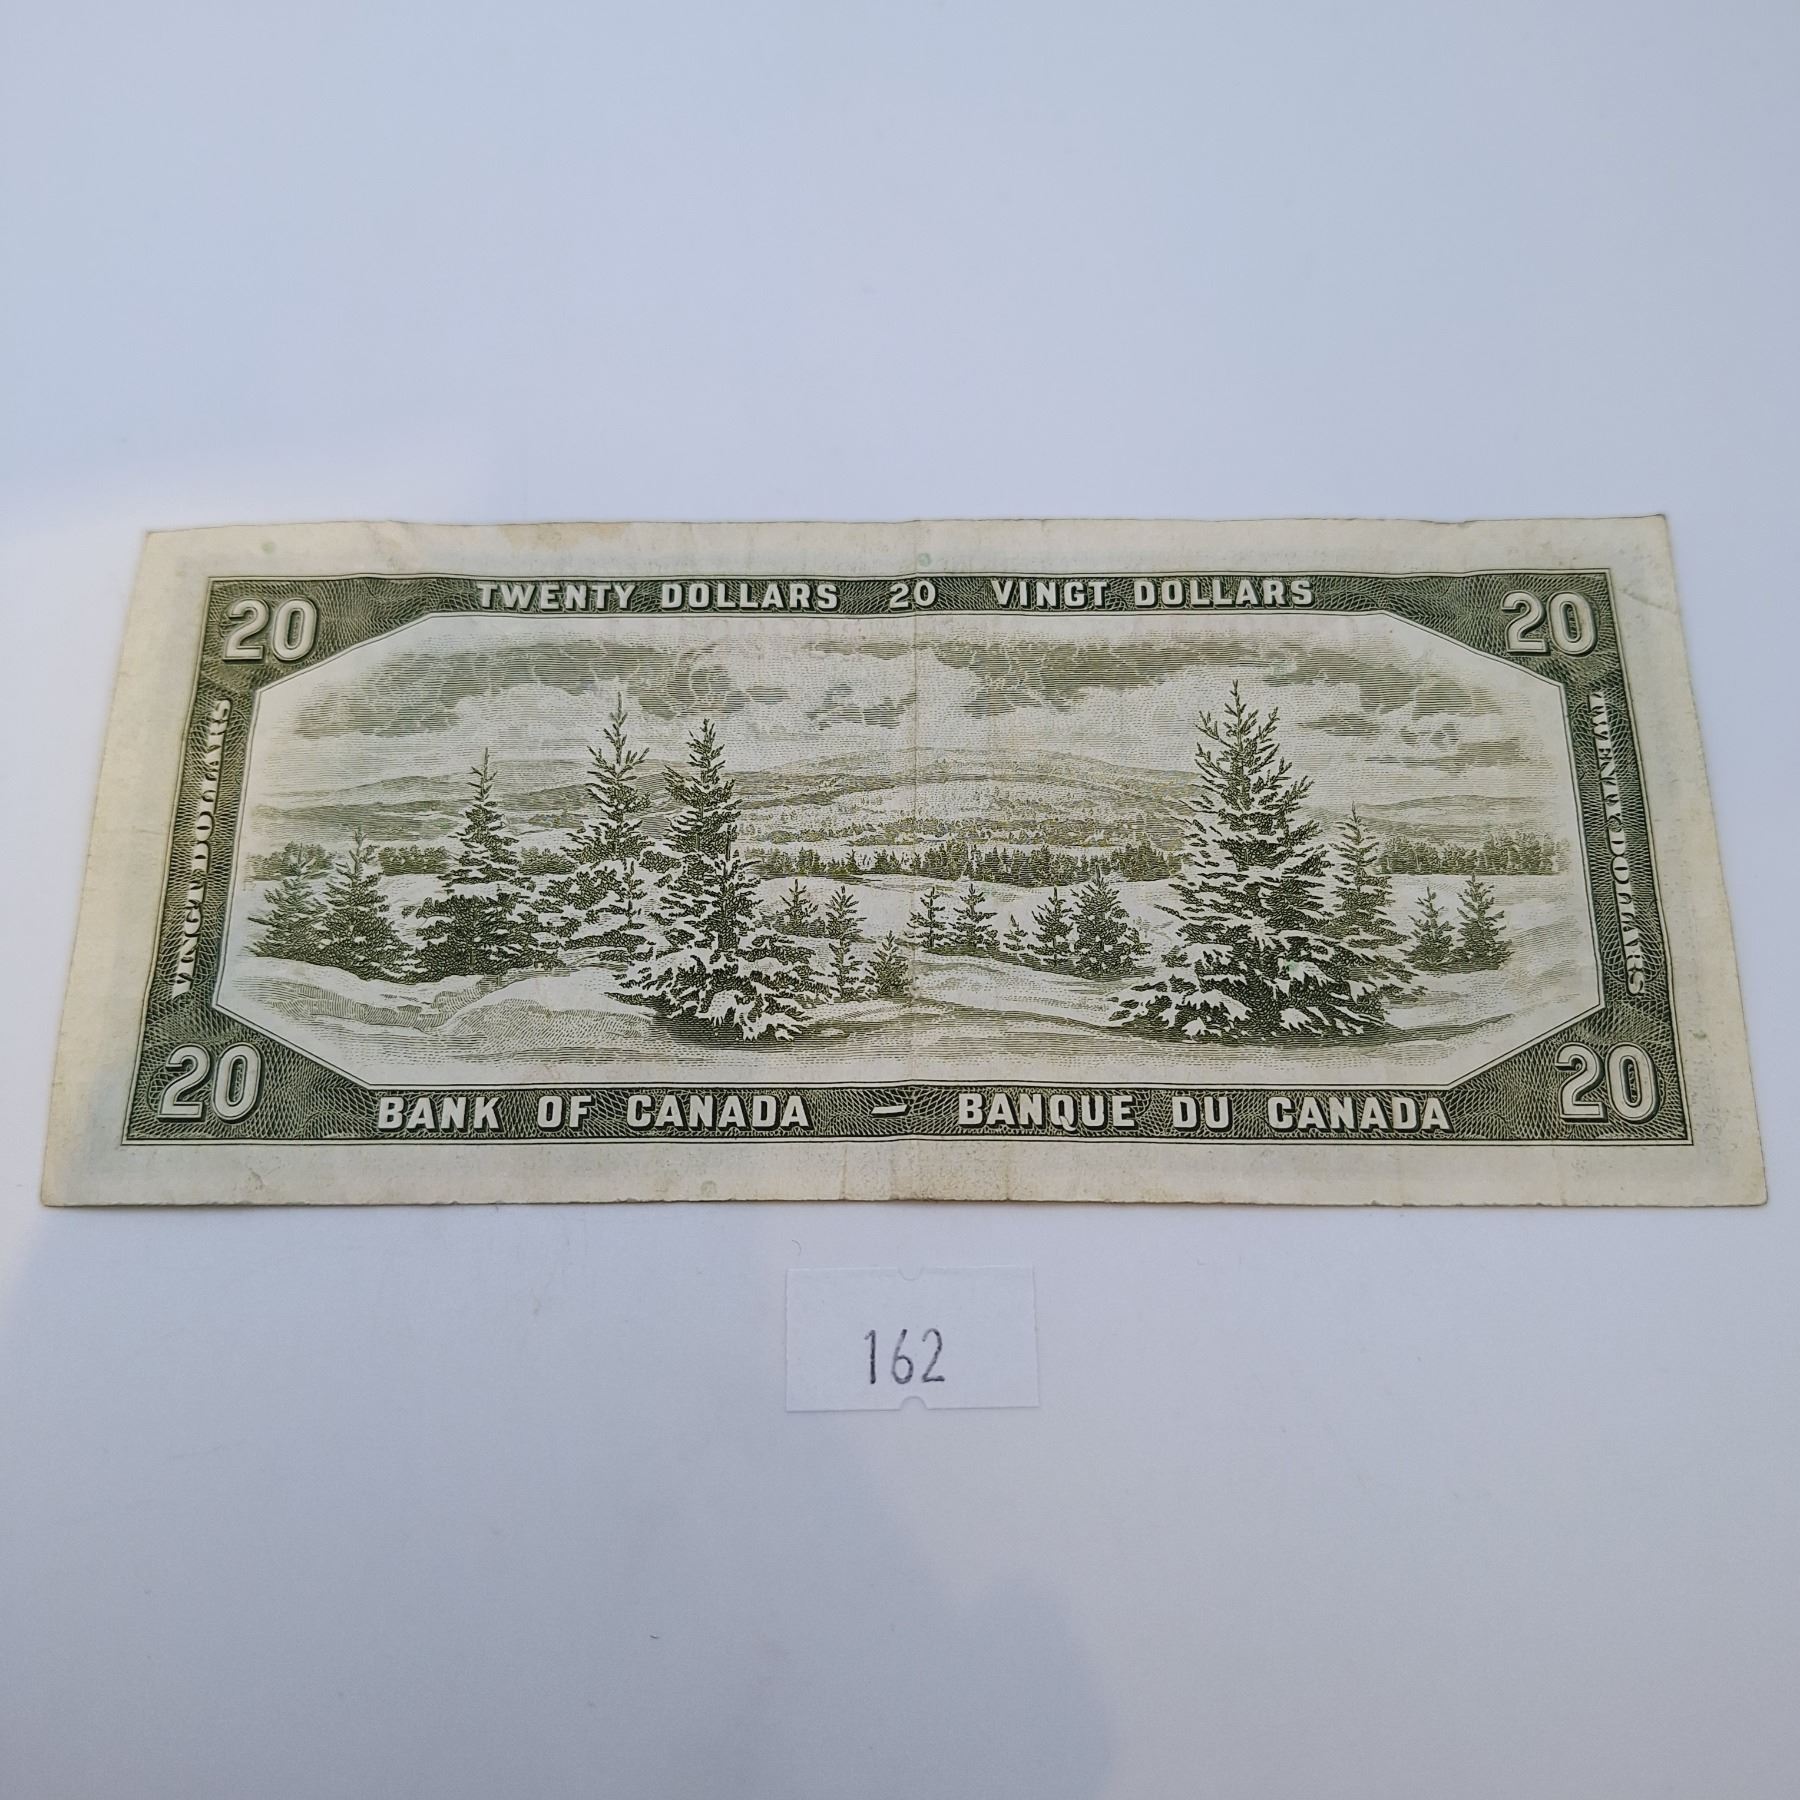 TWENTY DOLLARS 20 VINGT DOLLARS
20
20
VINGT DOLLARS
TWENTY DOLLARS
20
20
BANK OF CANADA – BANQUE DU CANADA
162